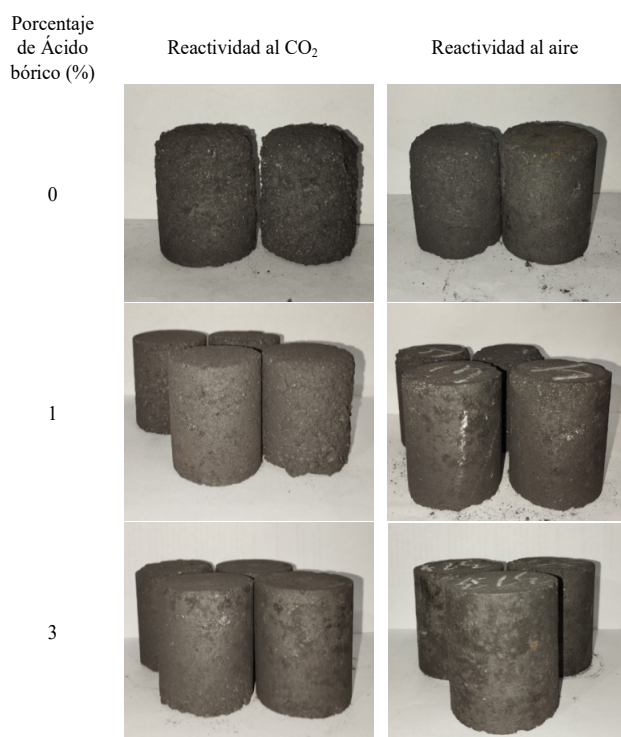 Porcentaje
de Ácido
bórico (%)
Reactividad al CO₂
Reactividad al aire
0
1
3